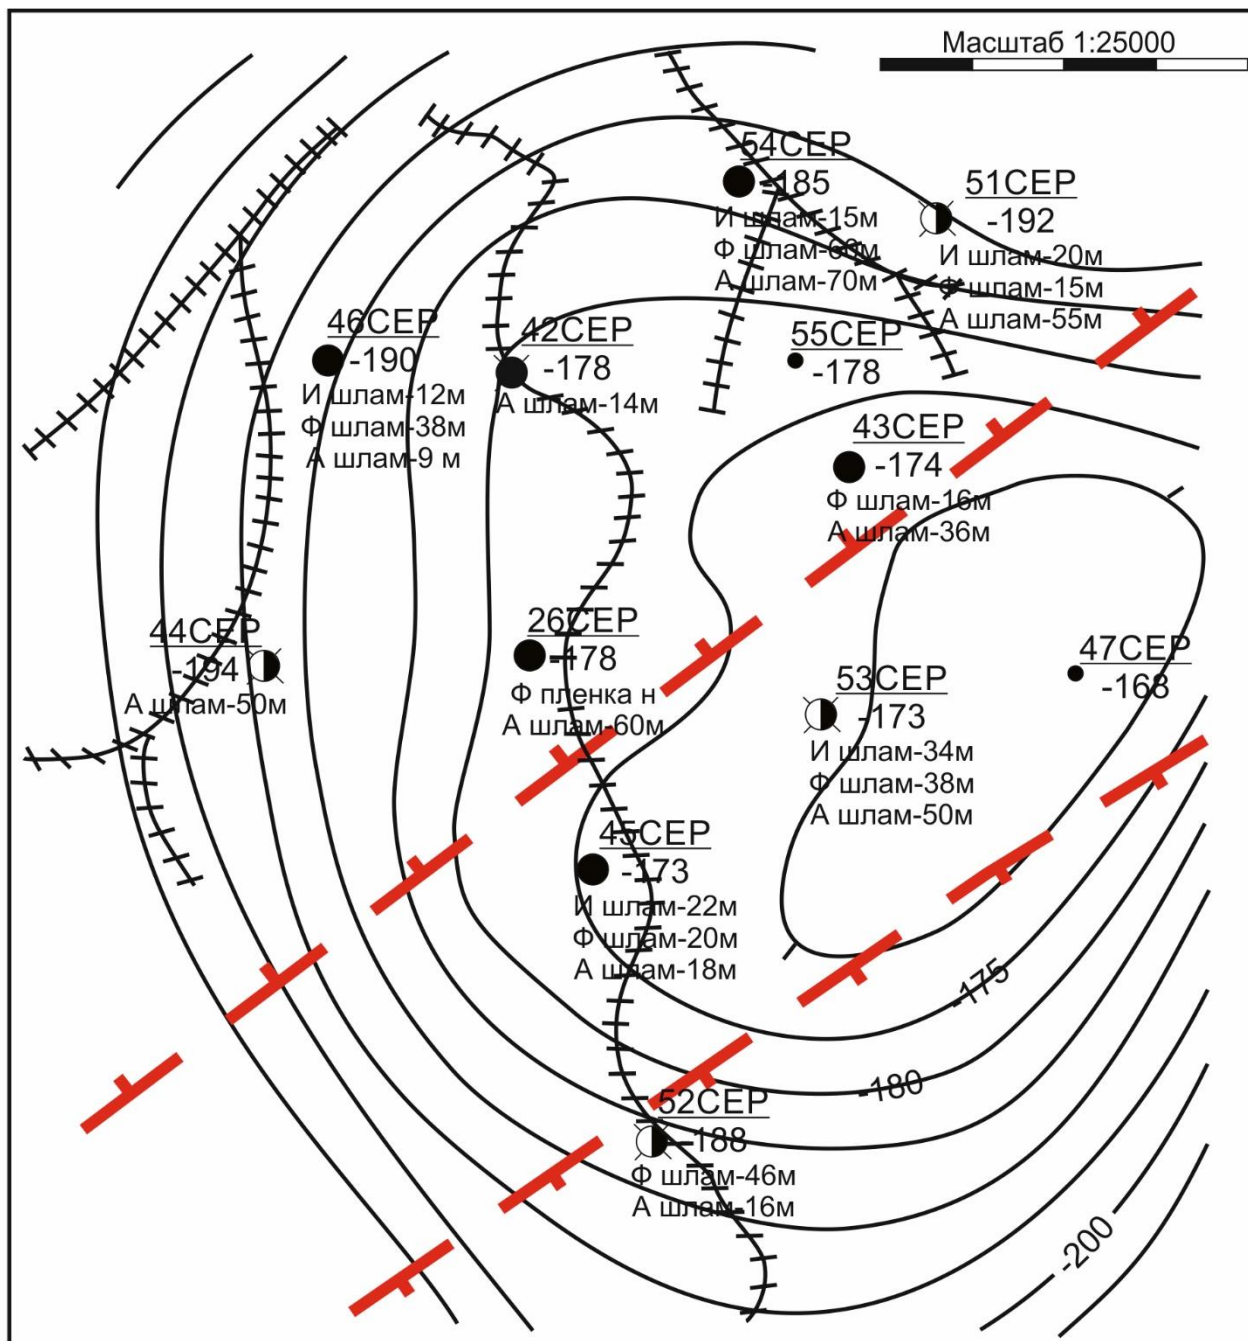 Масштаб 1:25000
54СЕР
-185
И шлам-15м
Ф шлам-60м
А шлам-70м
51СЕР
-192
И шлам-20м
Ф шлам-15м
А шлам-55м
46СЕР
-190
И шлам-12м
Ф шлам-38м
А шлам-9 м
42СЕР
-178
А шлам-14м
55СЕР
-178
43СЕР
-174
Ф шлам-16м
А шлам-36м
44СЕР
-194
А шлам-50м
26СЕР
-178
Ф пленка н
А шлам-60м
53СЕР
-173
И шлам-34м
Ф шлам-38м
А шлам-50м
47СЕР
-168
45СЕР
-173
И шлам-22м
Ф шлам-20м
А шлам-18м
-175
-180
52СЕР
-188
Ф шлам-46м
А шлам-16м
-200